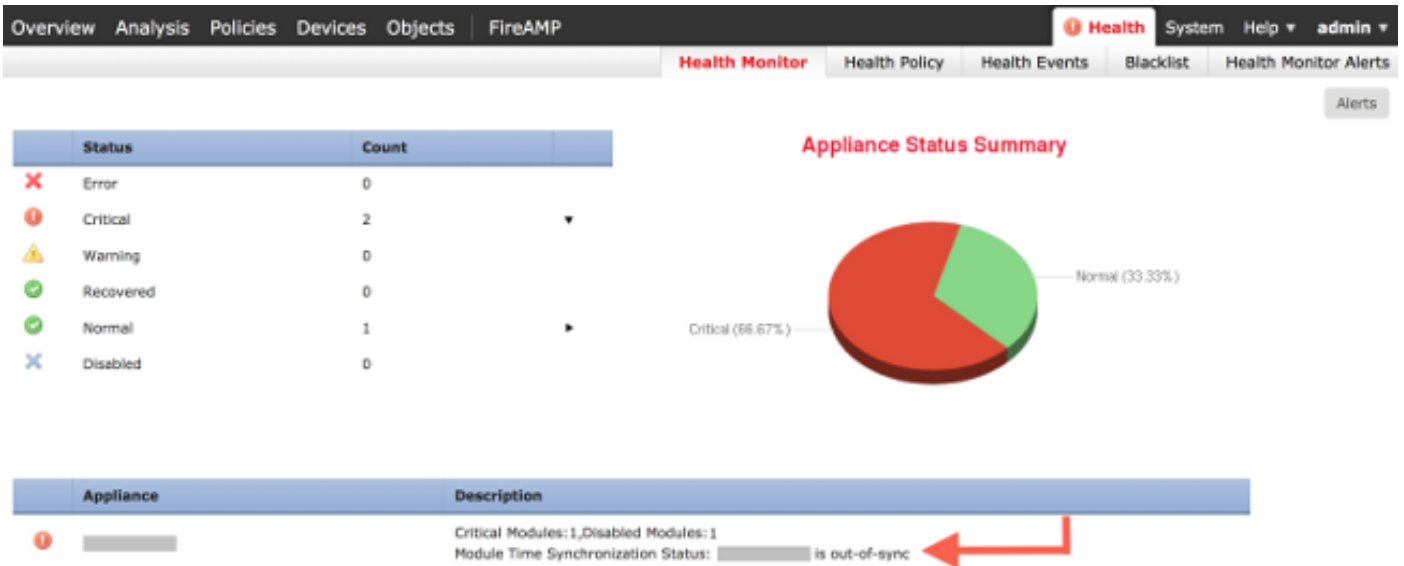 Overview Analysis Policies Devices Objects FireAMP Health System Help admin
Health Monitor Health Policy Health Events Blacklist Health Monitor Alerts
Alerts
Status Count
Error 0
Critical 2
Warning 0
Recovered 0
Normal 1
Disabled 0
Appliance Status Summary
Normal (33.33%)
Critical (66.67%)
Appliance Description
Critical Modules:1,Disabled Modules:1
Module Time Synchronization Status: is out-of-sync